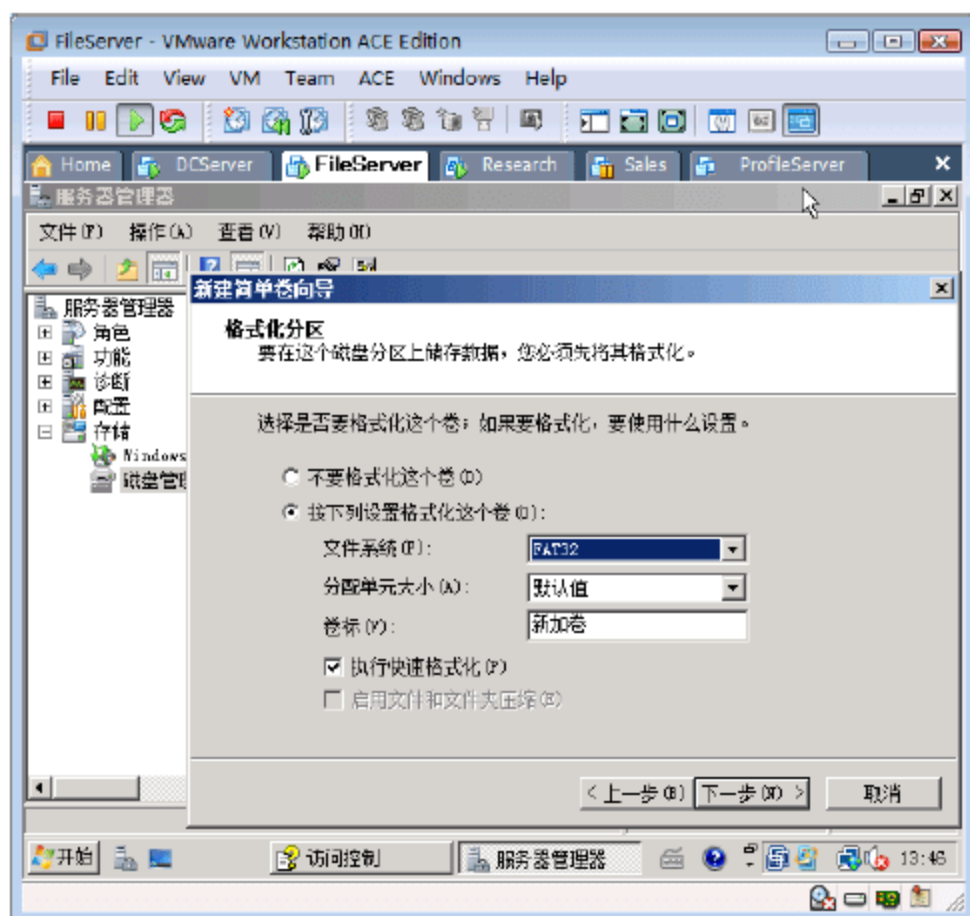 FileServer - VMware Workstation ACE Edition
File Edit View VM Team ACE Windows Help
Home DCServer FileServer Research Sales ProfileServer
服务器管理器
文件(F) 操作(A) 查看(V) 帮助(H)
新建简单卷向导
服务器管理器
角色
功能
诊断
配置
存储
Windows
磁盘管理
格式化分区
要在这个磁盘分区上储存数据，您必须先将其格式化。
选择是否要格式化这个卷；如果要格式化，要使用什么设置。
不要格式化这个卷(D)
按下列设置格式化这个卷(O):
文件系统(F): FAT32
分配单元大小(A): 默认值
卷标(V): 新加卷
执行快速格式化(P)
启用文件和文件夹压缩(E)
<上一步(B) 下一步(N) > 取消
开始 访问控制 服务器管理器 13:46